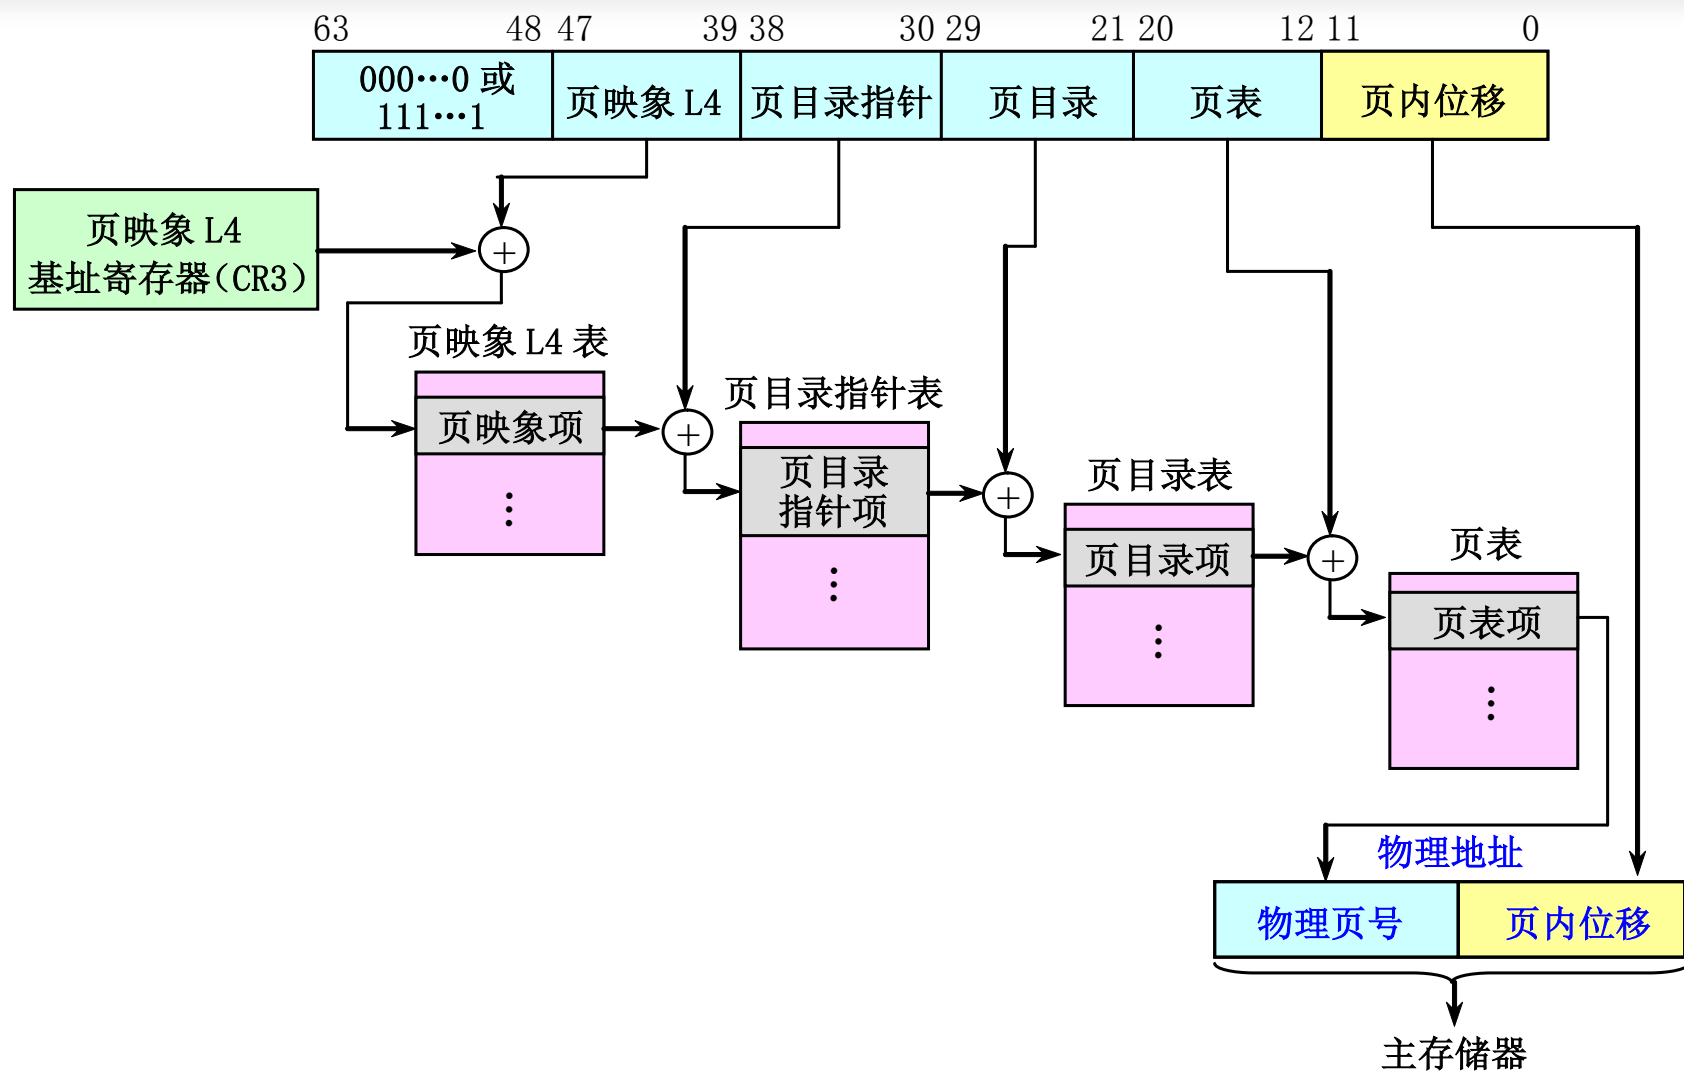 63 48 47 39 38 30 29 21 20 12 11 0
000…0 或
111…1
页映象 L4
页目录指针
页目录
页表
页内位移
页映象 L4
基址寄存器(CR3)
+
页映象 L4 表
页映象项
⋮
+
页目录指针表
页目录
指针项
⋮
+
页目录表
页目录项
⋮
+
页表
页表项
⋮
物理地址
物理页号
页内位移
主存储器